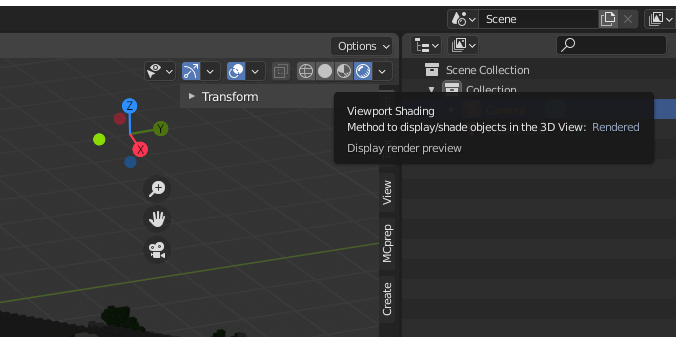 Scene
Options
Scene Collection
Collection
Transform
Viewport Shading
Method to display/shade objects in the 3D View: Rendered
Display render preview
Z
Y
X
View
MCprep
Create